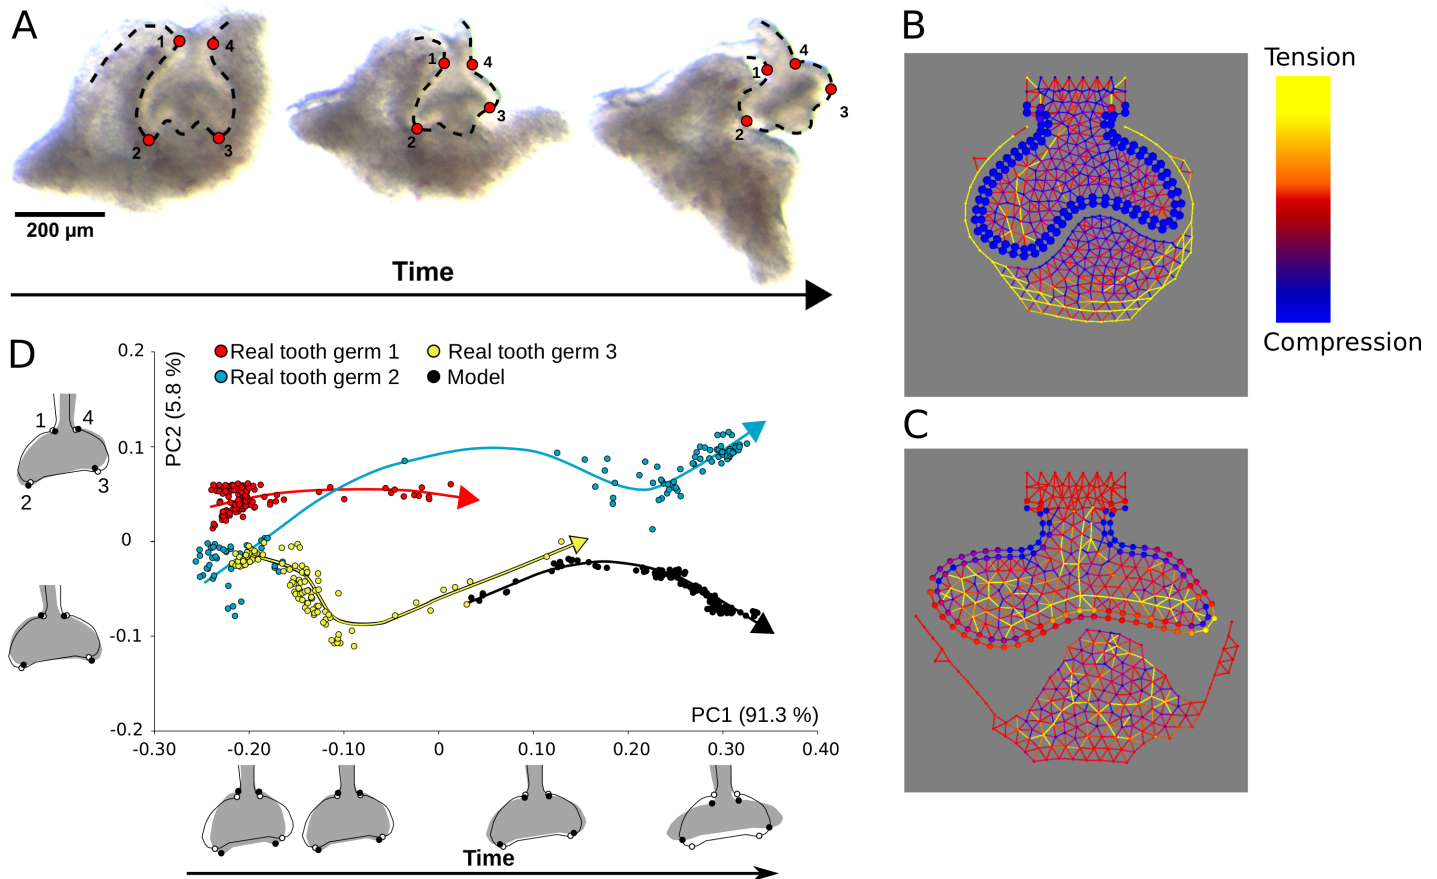 A
1
4
2
3
1
4
3
2
4
1
3
2
200 µm
Time
B
Tension
Compression
C
D
Real tooth germ 1
Real tooth germ 3
Real tooth germ 2
Model
PC2 (5.8 %)
0.2
0.1
0
-0.1
-0.2
1
4
2
3
PC1 (91.3 %)
-0.30
-0.20
-0.10
0
0.10
0.20
0.30
0.40
Time